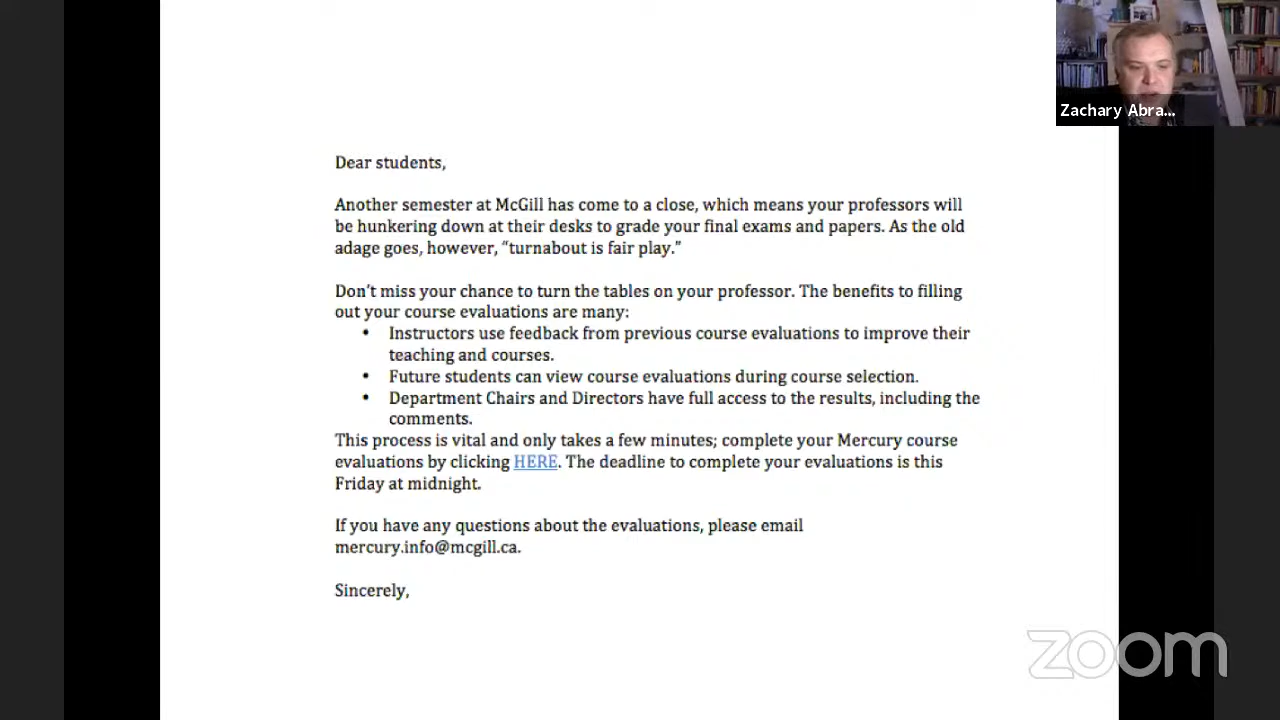 Zachary Abra...
Dear students,
Another semester at McGill has come to a close, which means your professors will
be hunkering down at their desks to grade your final exams and papers. As the old
adage goes, however, “turnabout is fair play.”
Don’t miss your chance to turn the tables on your professor. The benefits to filling
out your course evaluations are many:
• Instructors use feedback from previous course evaluations to improve their
teaching and courses.
• Future students can view course evaluations during course selection.
• Department Chairs and Directors have full access to the results, including the
comments.
This process is vital and only takes a few minutes; complete your Mercury course
evaluations by clicking HERE. The deadline to complete your evaluations is this
Friday at midnight.
If you have any questions about the evaluations, please email
mercury.info@mcgill.ca.
Sincerely,
zoom